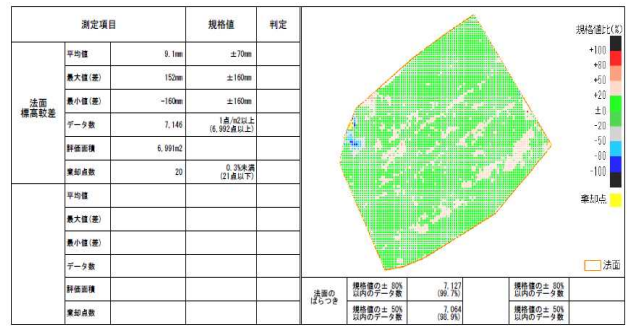 測定項目 規格値 判定
法面
標高較差
平均値 9.1mm ±70mm
最大値(差) 152mm ±160mm
最小値(差) -160mm ±160mm
データ数 7,146 1点/m2以上
(6,992点以上)
評価面積 6,991m2
棄却点数 20 0.3%未満
(21点以下)
平均値
最大値(差)
最小値(差)
データ数
評価面積
棄却点数
規格値比(%)
+100
+80
+50
+20
±0
-20
-50
-80
-100
棄却点
法面
法面の
ばらつき
規格値の± 80%
以内のデータ数
7,127
(99.7%)
規格値の± 80%
以内のデータ数
規格値の± 50%
以内のデータ数
7,064
(98.9%)
規格値の± 50%
以内のデータ数